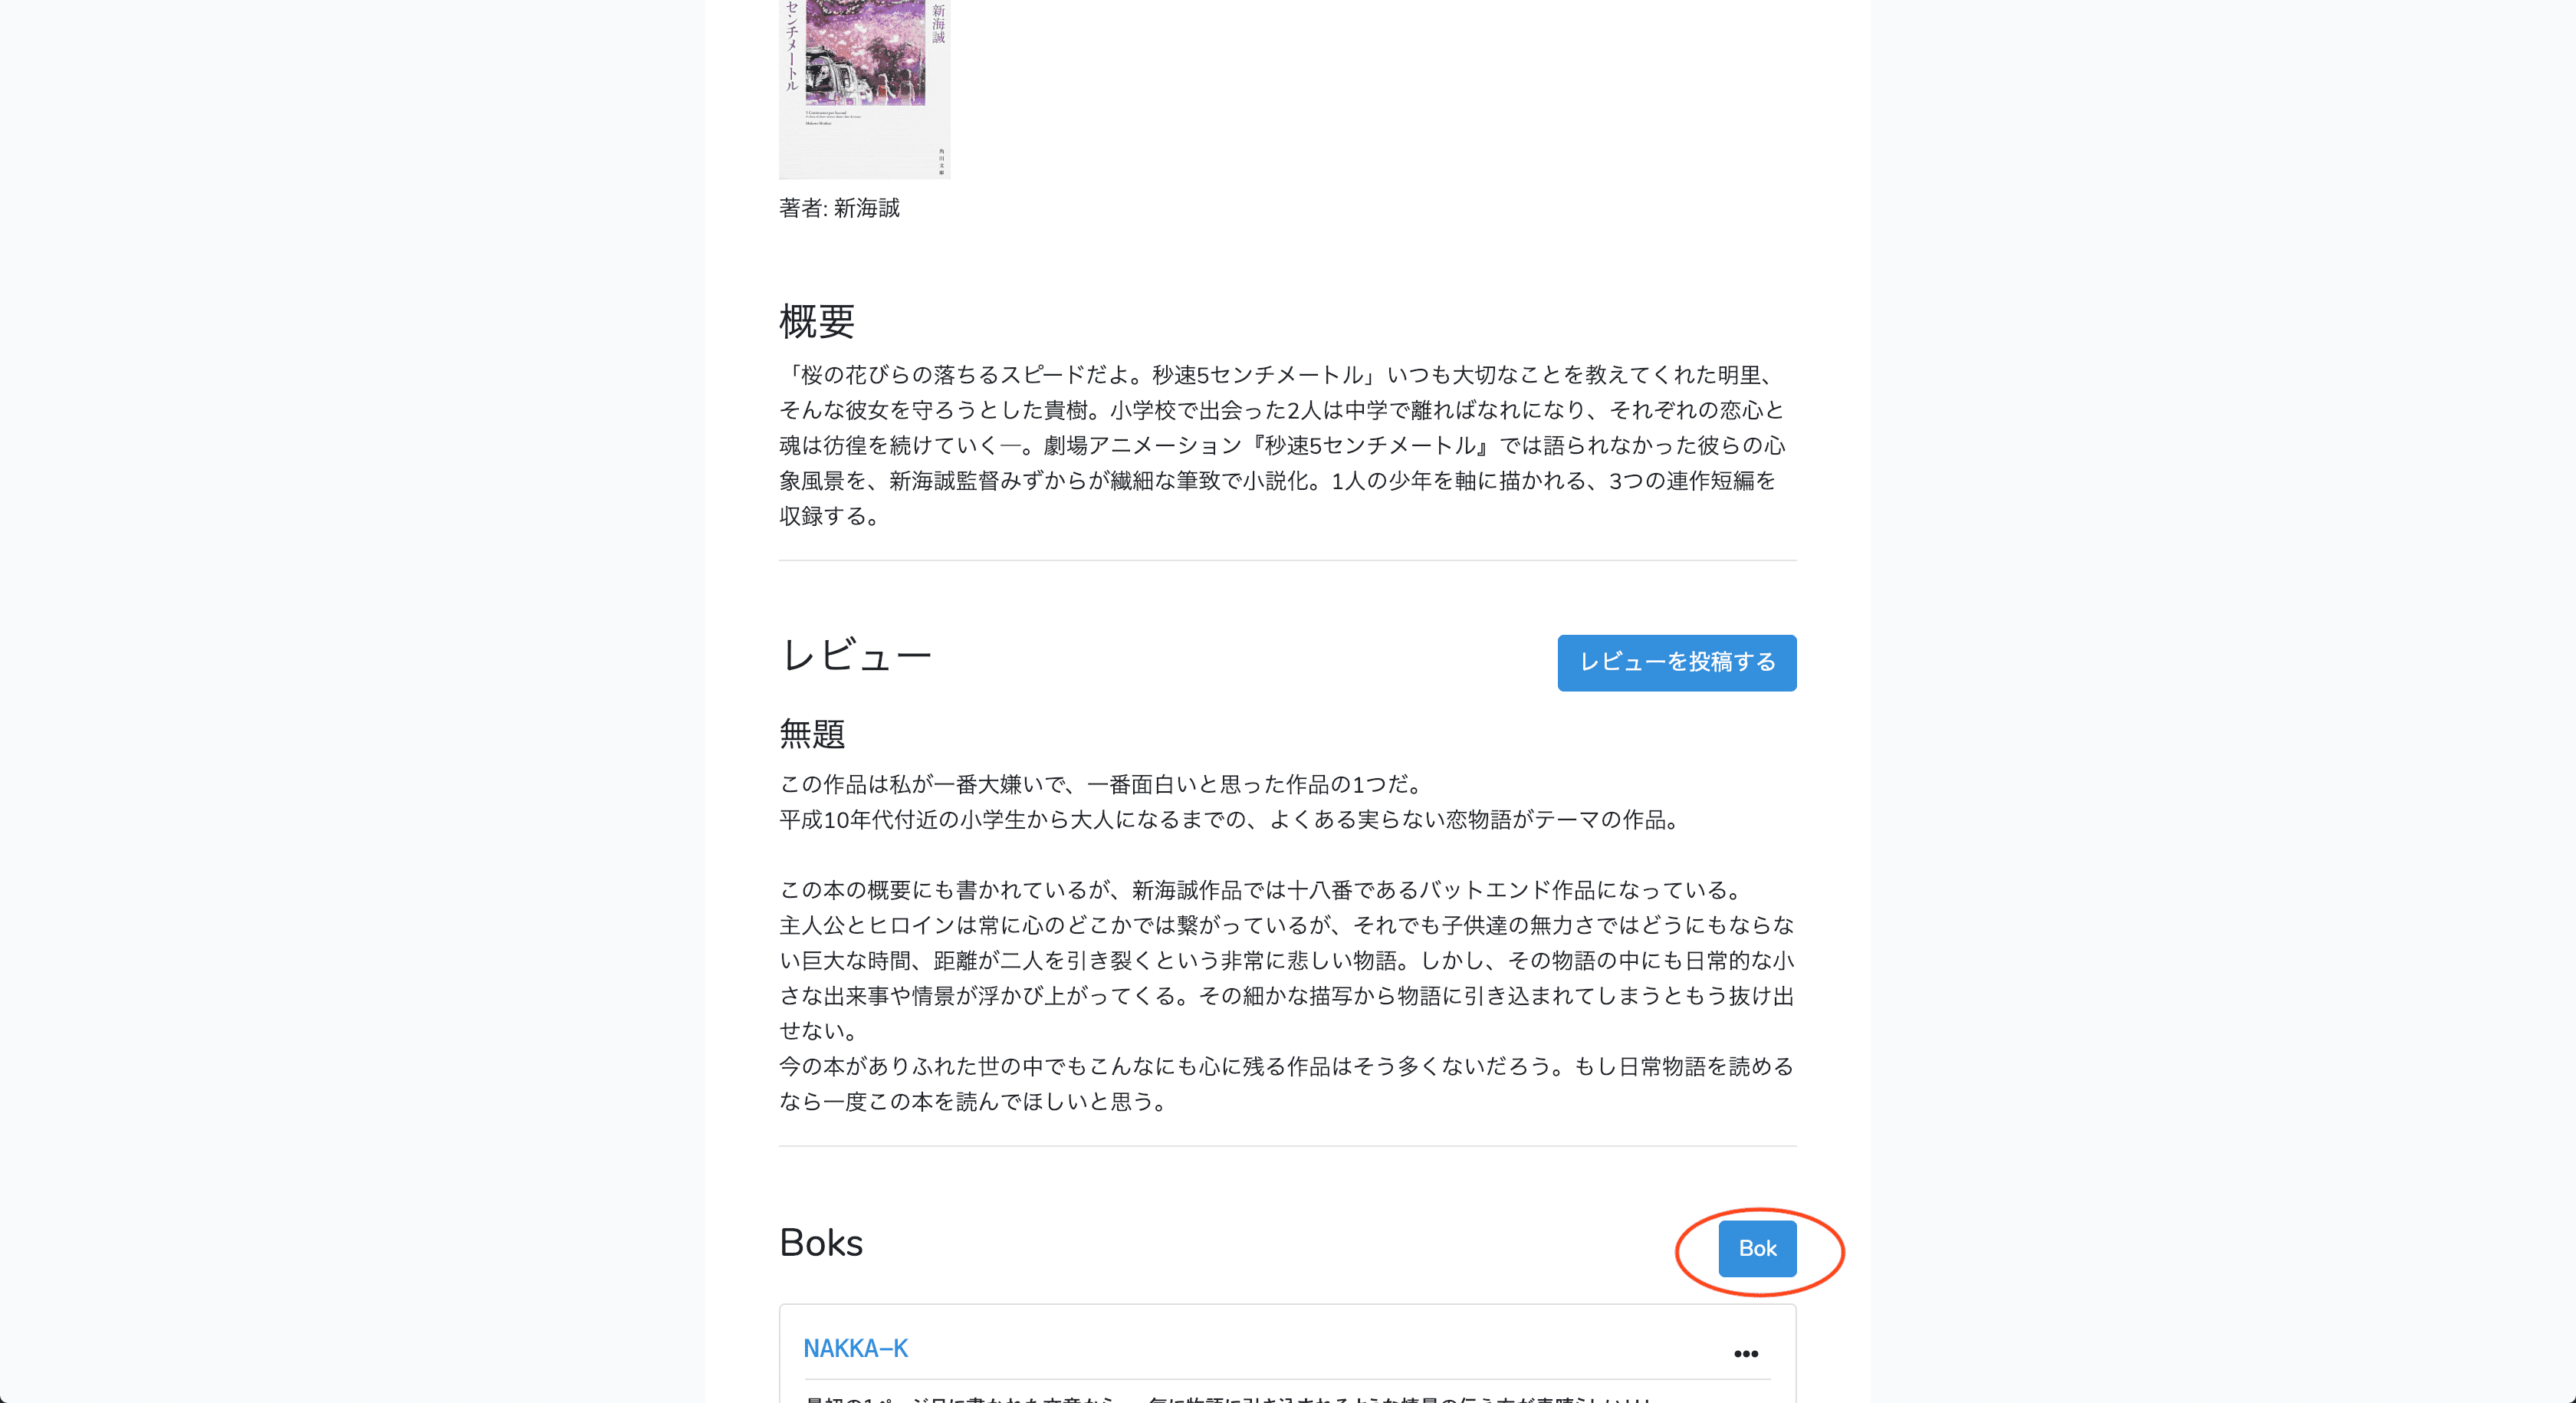 センチメートル
新海誠
角川文庫
著者: 新海誠
概要
「桜の花びらの落ちるスピードだよ。秒速5センチメートル」いつも大切なことを教えてくれた明里、
そんな彼女を守ろうとした貴樹。小学校で出会った2人は中学で離ればなれになり、それぞれの恋心と
魂は彷徨を続けていく―。劇場アニメーション『秒速5センチメートル』では語られなかった彼らの心
象風景を、新海誠監督みずからが繊細な筆致で小説化。1人の少年を軸に描かれる、3つの連作短編を
収録する。
レビュー
レビューを投稿する
無題
この作品は私が一番大嫌いで、一番面白いと思った作品の1つだ。
平成10年代付近の小学生から大人になるまでの、よくある実らない恋物語がテーマの作品。
この本の概要にも書かれているが、新海誠作品では十八番であるバットエンド作品になっている。
主人公とヒロインは常に心のどこかでは繋がっているが、それでも子供達の無力さではどうにもならな
い巨大な時間、距離が二人を引き裂くという非常に悲しい物語。しかし、その物語の中にも日常的な小
さな出来事や情景が浮かび上がってくる。その細かな描写から物語に引き込まれてしまうともう抜け出
せない。
今の本がありふれた世の中でもこんなにも心に残る作品はそう多くないだろう。もし日常物語を読める
なら一度この本を読んでほしいと思う。
Boks
Bok
NAKKA–K